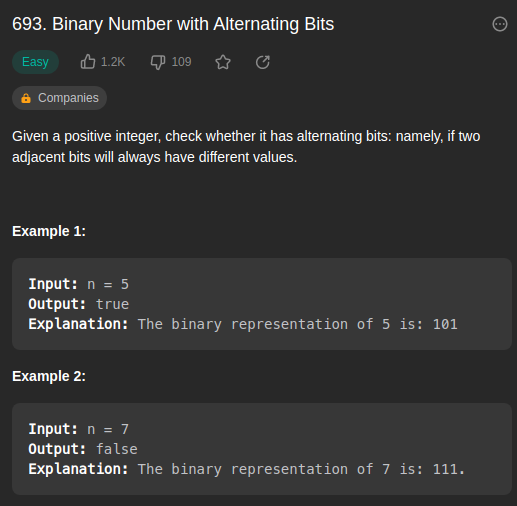 693. Binary Number with Alternating Bits
Easy 1.2K 109
Companies
Given a positive integer, check whether it has alternating bits: namely, if two
adjacent bits will always have different values.
Example 1:
Input: n = 5
Output: true
Explanation: The binary representation of 5 is: 101
Example 2:
Input: n = 7
Output: false
Explanation: The binary representation of 7 is: 111.